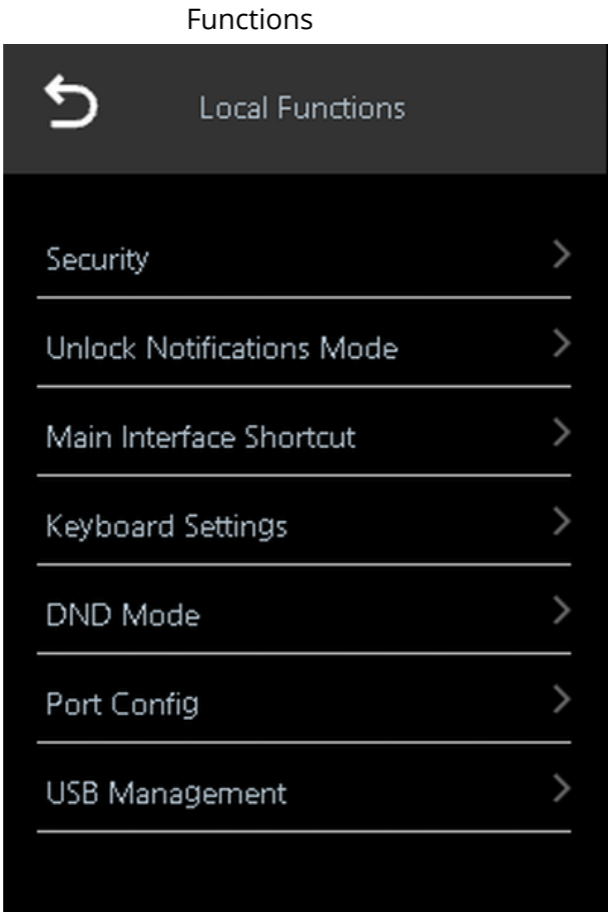 Functions
Local Functions
Security
Unlock Notifications Mode
Main Interface Shortcut
Keyboard Settings
DND Mode
Port Config
USB Management